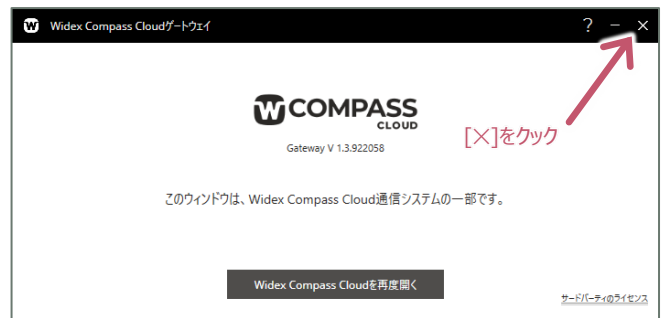 Widex Compass Cloudゲートウェイ
? − ×
W COMPASS
CLOUD
[×]をクック
Gateway V 1.3.922058
このウィンドウは、Widex Compass Cloud通信システムの一部です。
Widex Compass Cloudを再度開く
サードパーティのライセンス